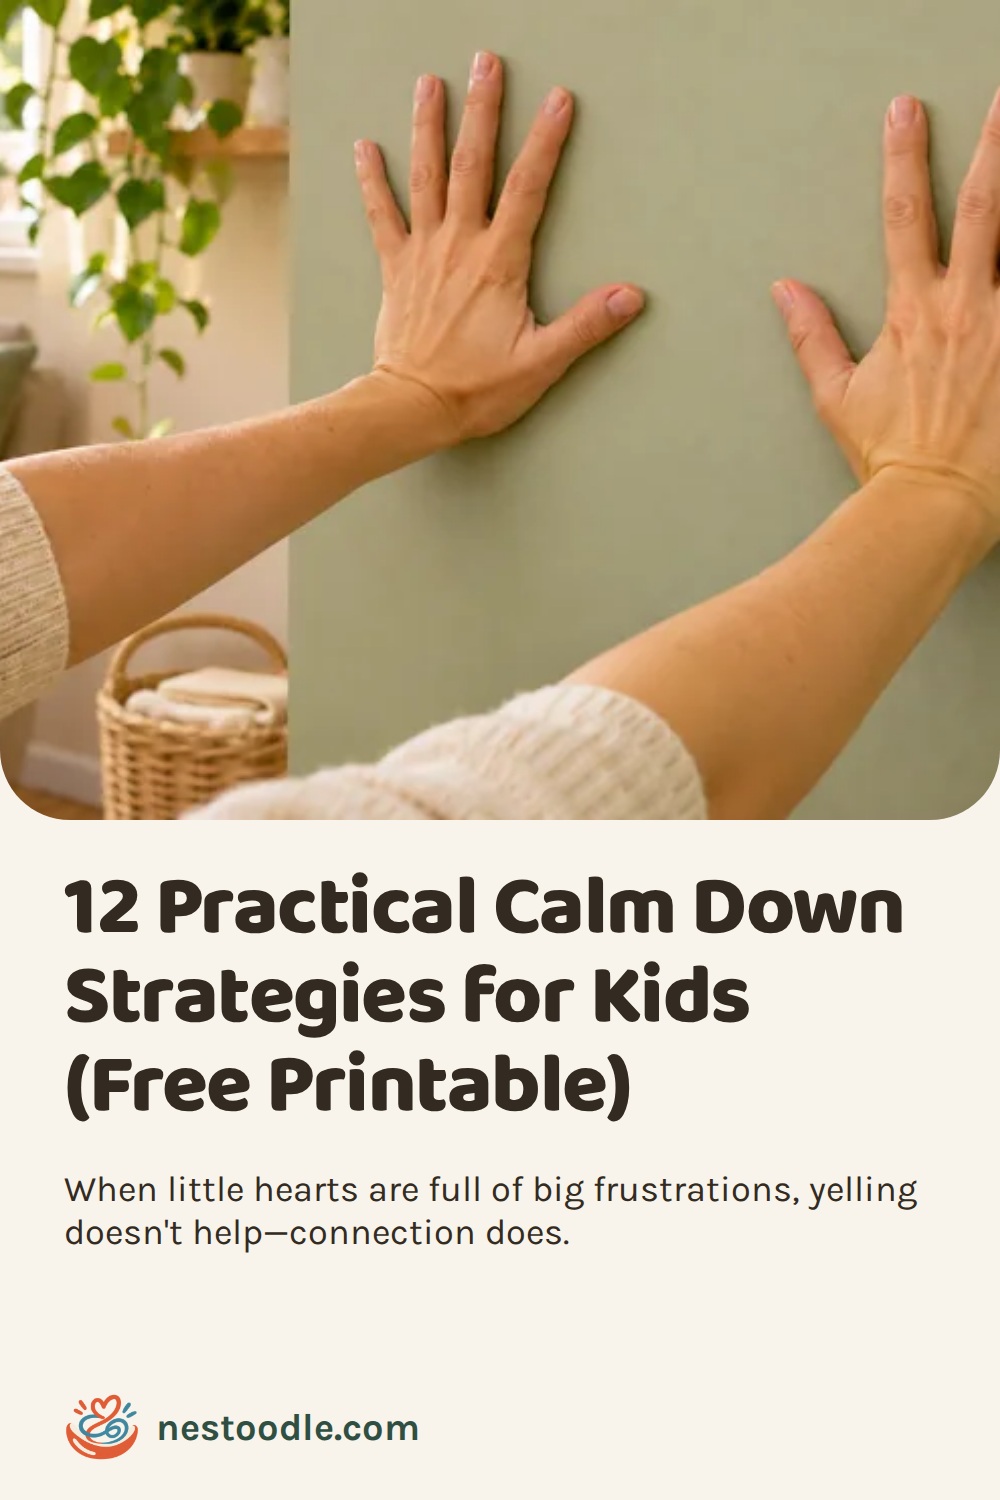 12 Practical Calm Down
Strategies for Kids
(Free Printable)
When little hearts are full of big frustrations, yelling
doesn't help—connection does.
nestoodle.com